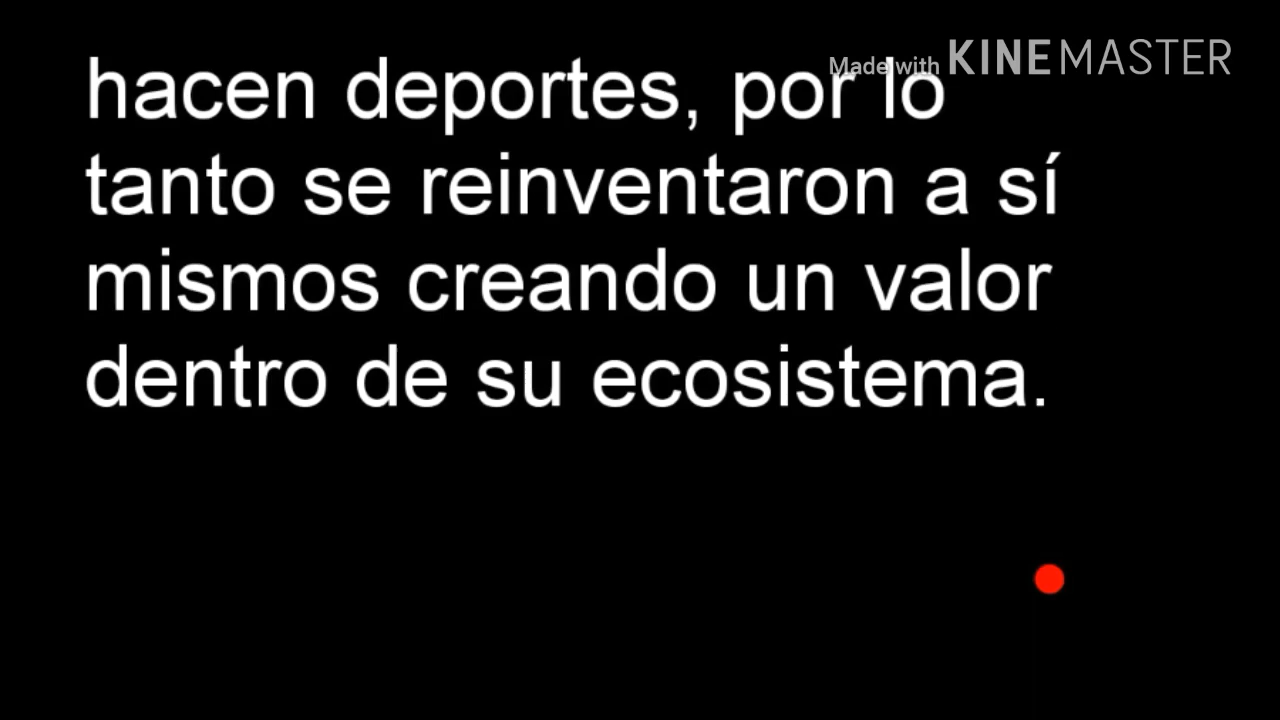 Made with KINEMASTER
hacen deportes, por lo
tanto se reinventaron a sí
mismos creando un valor
dentro de su ecosistema.